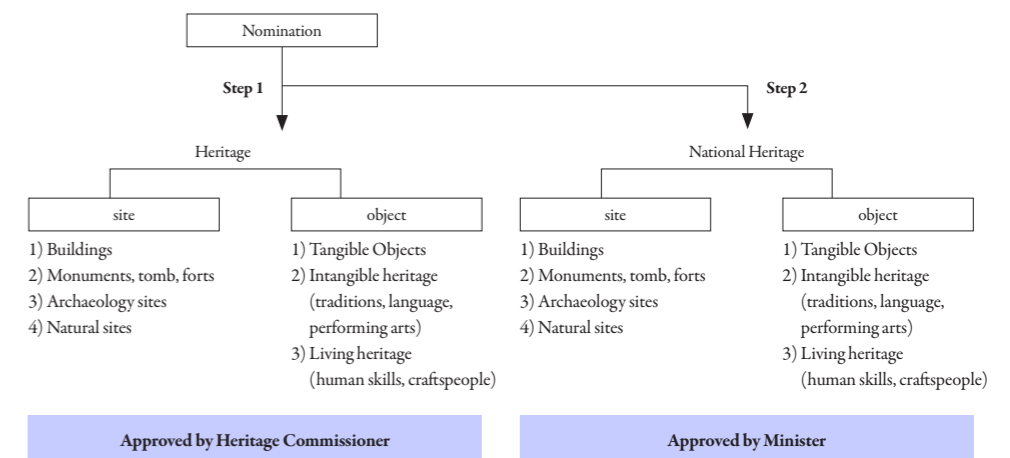 Nomination
Step 1
Step 2
Heritage
National Heritage
site
object
site
object
1) Buildings
2) Monuments, tomb, forts
3) Archaeology sites
4) Natural sites
1) Tangible Objects
2) Intangible heritage
(traditions, language,
performing arts)
3) Living heritage
(human skills, craftspeople)
1) Buildings
2) Monuments, tomb, forts
3) Archaeology sites
4) Natural sites
1) Tangible Objects
2) Intangible heritage
(traditions, language,
performing arts)
3) Living heritage
(human skills, craftspeople)
Approved by Heritage Commissioner
Approved by Minister